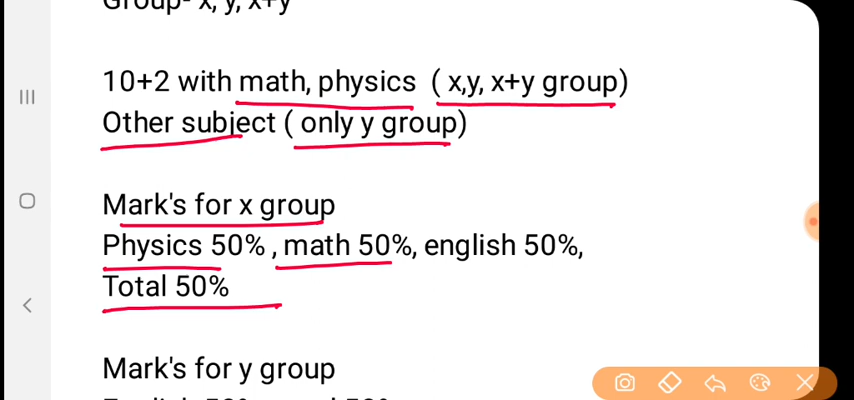 Group- x, y, x+y
10+2 with math, physics ( x,y, x+y group)
Other subject ( only y group)
Mark's for x group
Physics 50% , math 50%, english 50%,
Total 50%
Mark's for y group